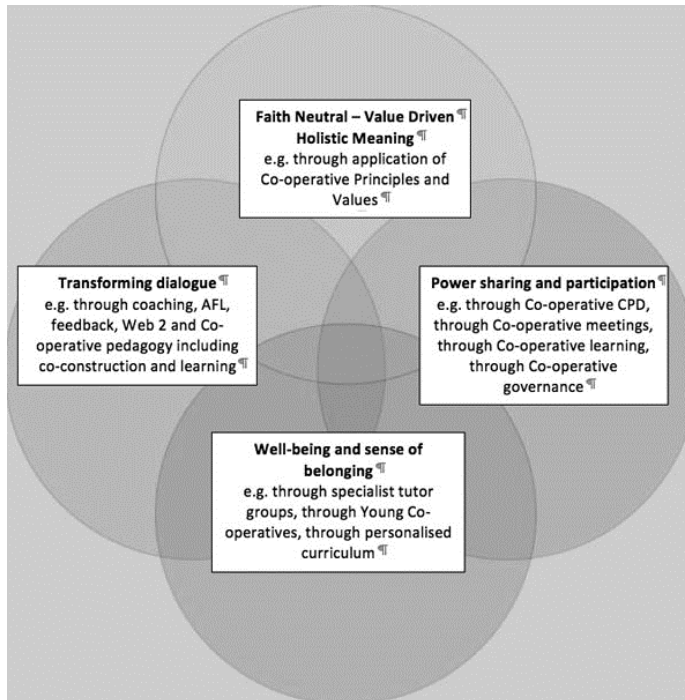 Faith Neutral – Value Driven¶
Holistic Meaning¶
e.g. through application of
Co-operative Principles and
Values¶
Transforming dialogue¶
e.g. through coaching, AFL,
feedback, Web 2 and Co-
operative pedagogy including
co-construction and learning¶
Power sharing and participation¶
e.g. through Co-operative CPD,
through Co-operative meetings,
through Co-operative learning,
through Co-operative
governance¶
Well-being and sense of
belonging¶
e.g. through specialist tutor
groups, through Young Co-
operatives, through personalised
curriculum¶